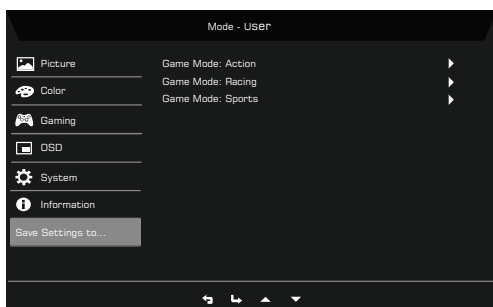 Mode - User
Picture
Color
Gaming
OSD
System
Information
Save Settings to...
Game Mode: Action
Game Mode: Racing
Game Mode: Sports